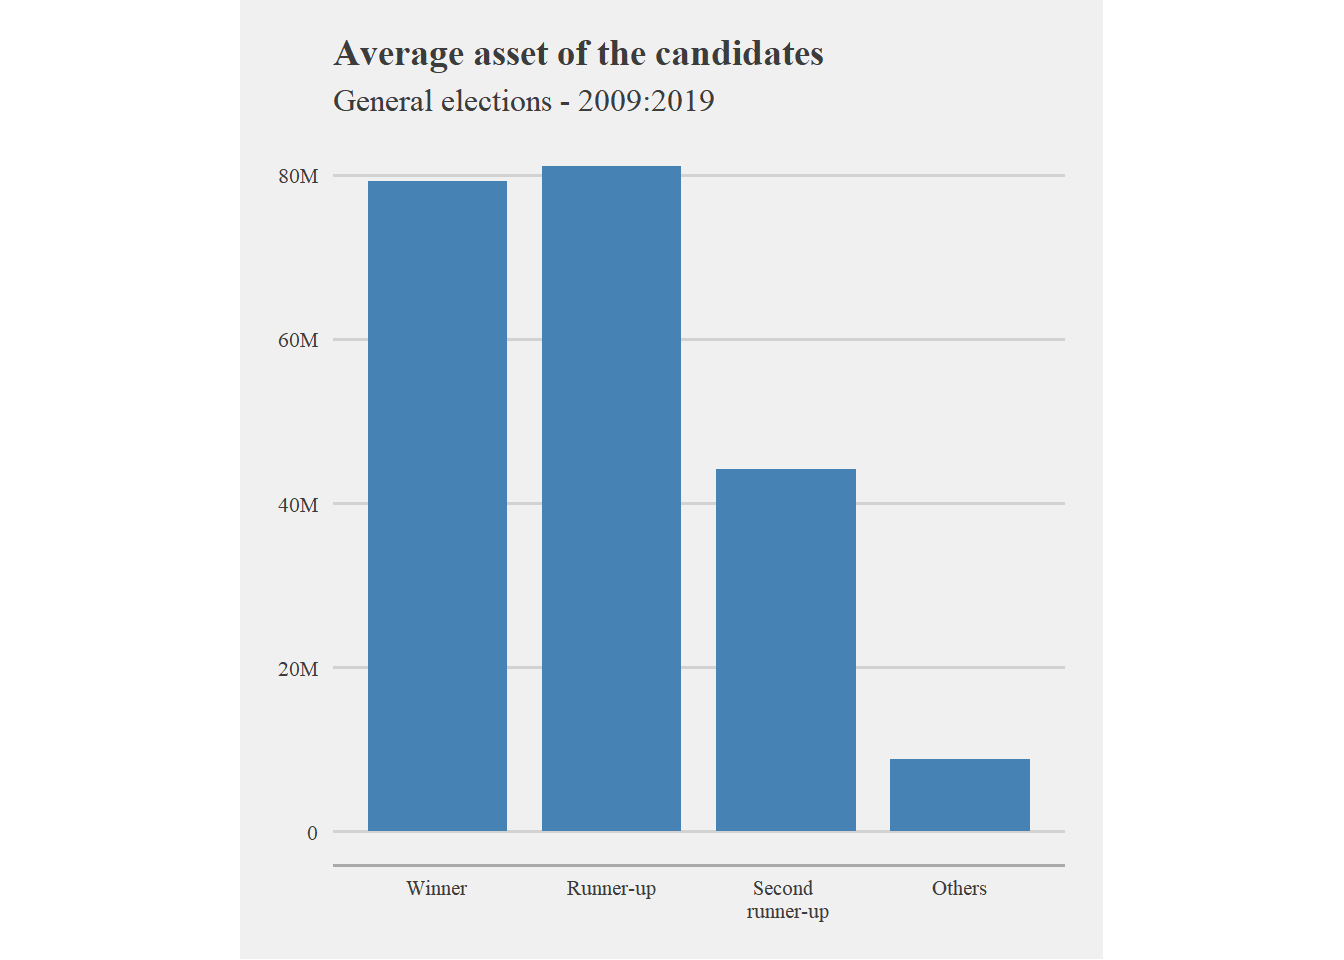 Average asset of the candidates
General elections - 2009:2019
80M
60M
40M
20M
0
Winner
Runner-up
Second
runner-up
Others